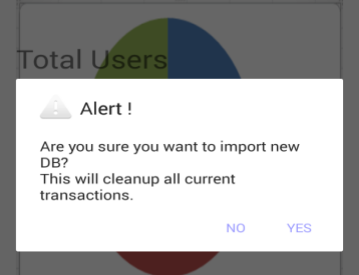 Total Users
Alert !
Are you sure you want to import new
DB?
This will cleanup all current
transactions.
NO
YES